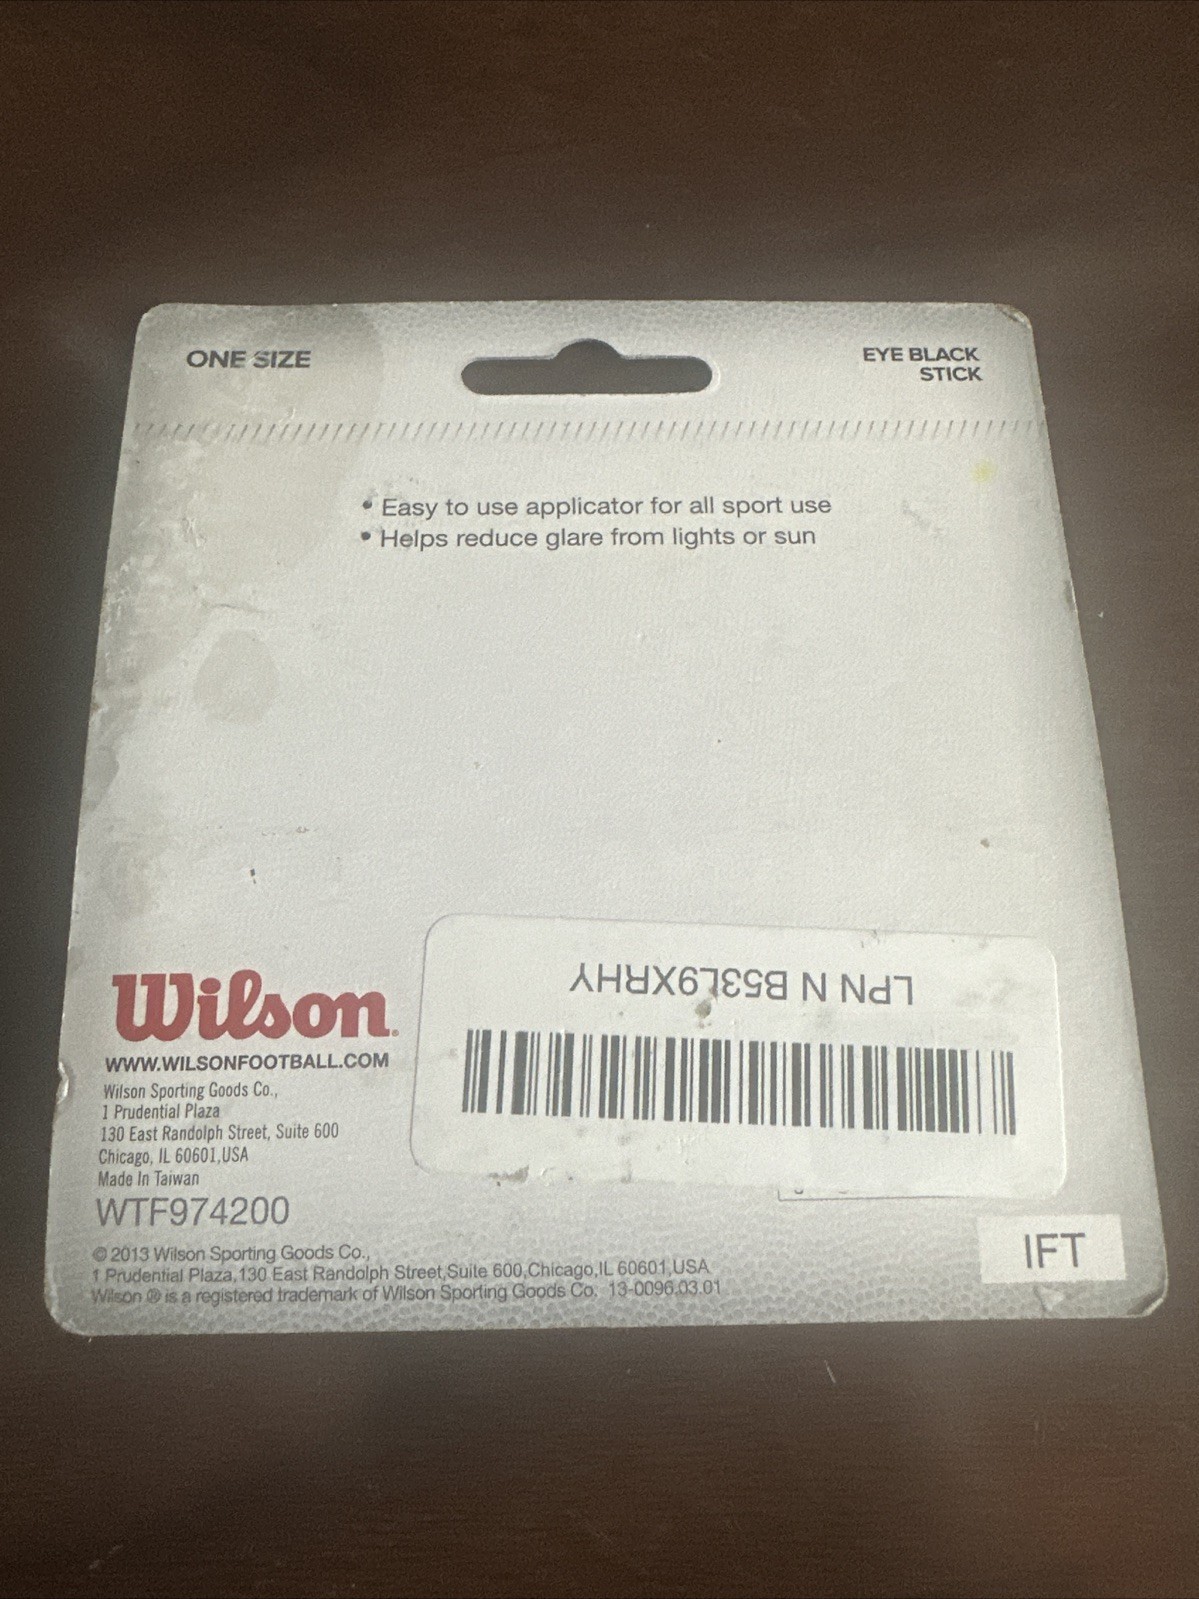 ONE SIZE
EYE BLACK
STICK
• Easy to use applicator for all sport use
• Helps reduce glare from lights or sun
LPN N B53L9XRHY
Wilson.
WWW.WILSONFOOTBALL.COM
Wilson Sporting Goods Co.,
1 Prudential Plaza
130 East Randolph Street, Suite 600
Chicago, IL 60601,USA
Made In Taiwan
WTF974200
© 2013 Wilson Sporting Goods Co.,
1 Prudential Plaza,130 East Randolph Street,Suite 600,Chicago,IL 60601,USA
Wilson ® is a registered trademark of Wilson Sporting Goods Co. 13-0096.03.01
IFT